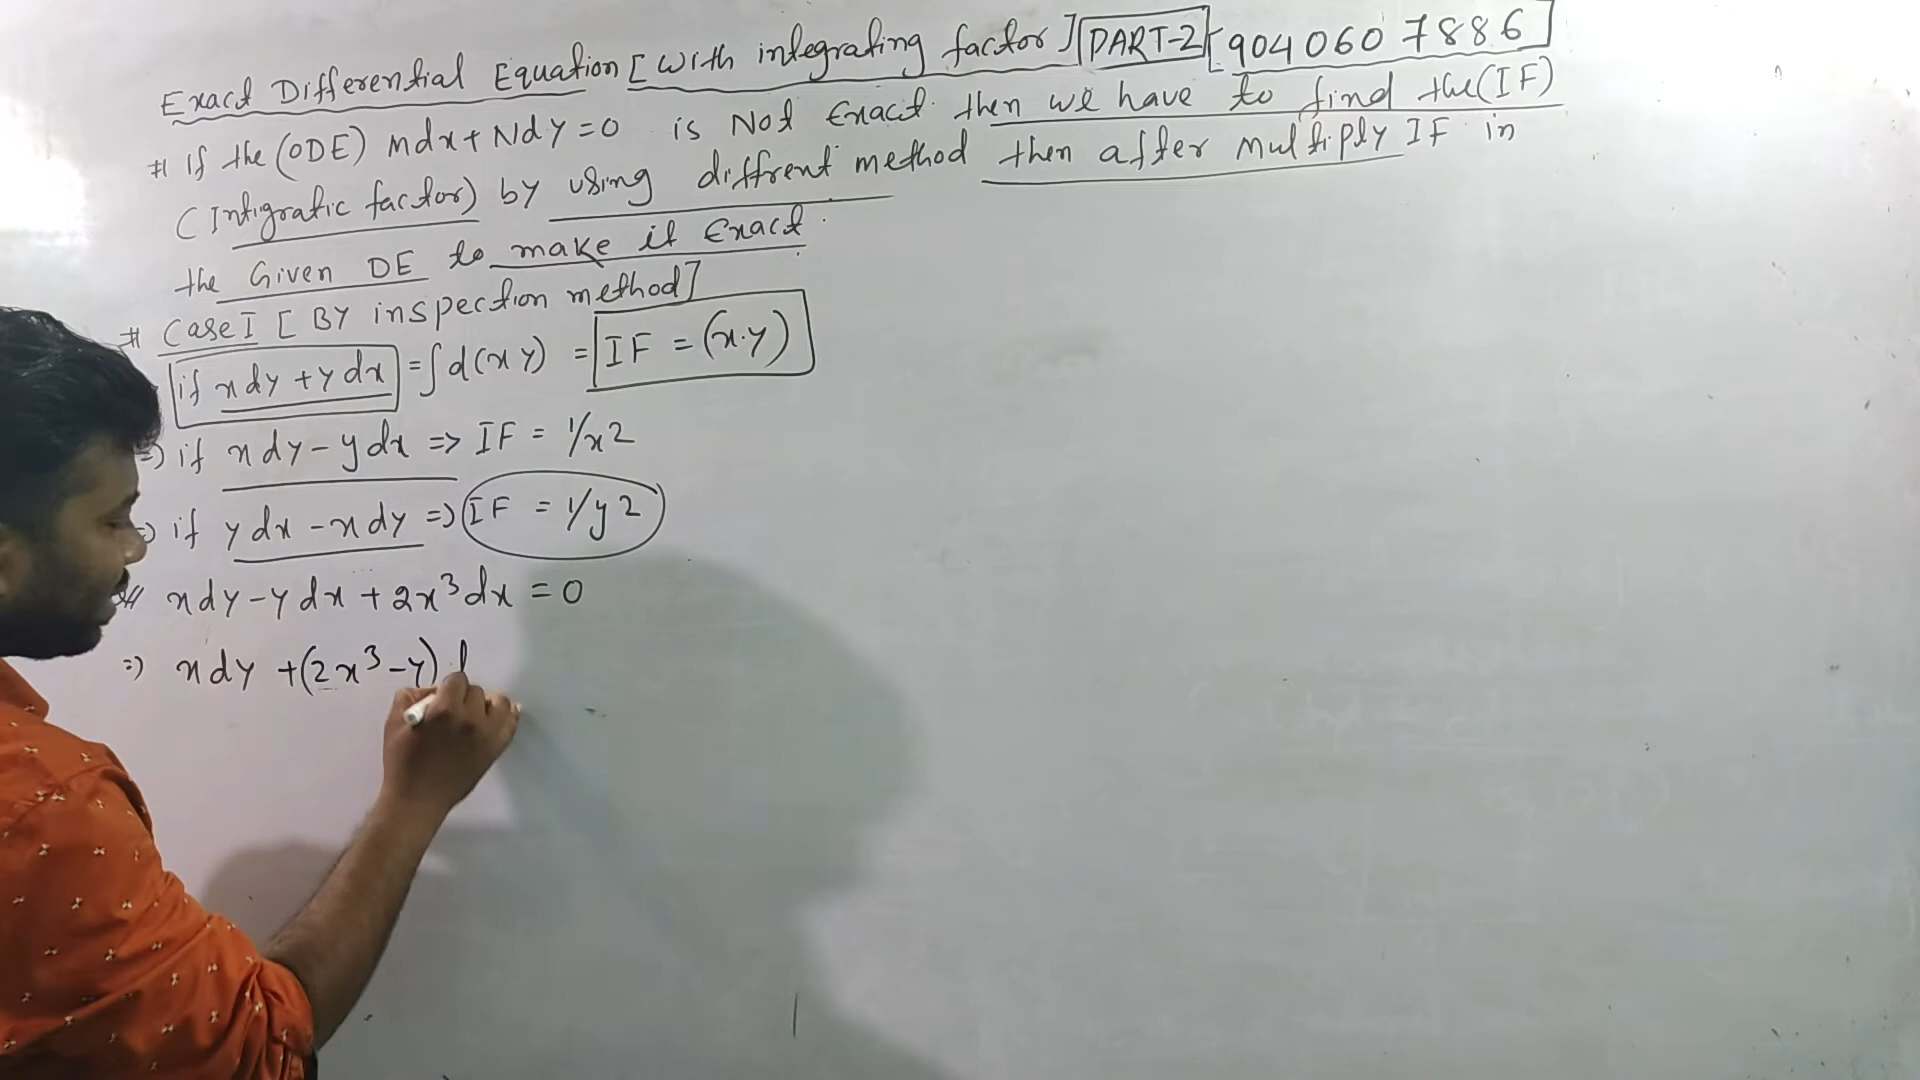 Exact Differential Equation [With integrating factor] PART-2 [9040607886]
# If the (ODE) Mdx + Ndy = 0 is Not Exact then we have to find the (IF)
(Intigratic factor) by using diffrent method then after multiply IF in
the Given DE to make it Exact.
# Case I [BY inspection method]
if xdy + ydx = ∫d(xy) = IF = (x.y)
=) if xdy - ydx => IF = 1/x2
=) if ydx - xdy => IF = 1/y2
# xdy - ydx + 2x³dx = 0
=) xdy + (2x³ - y) d